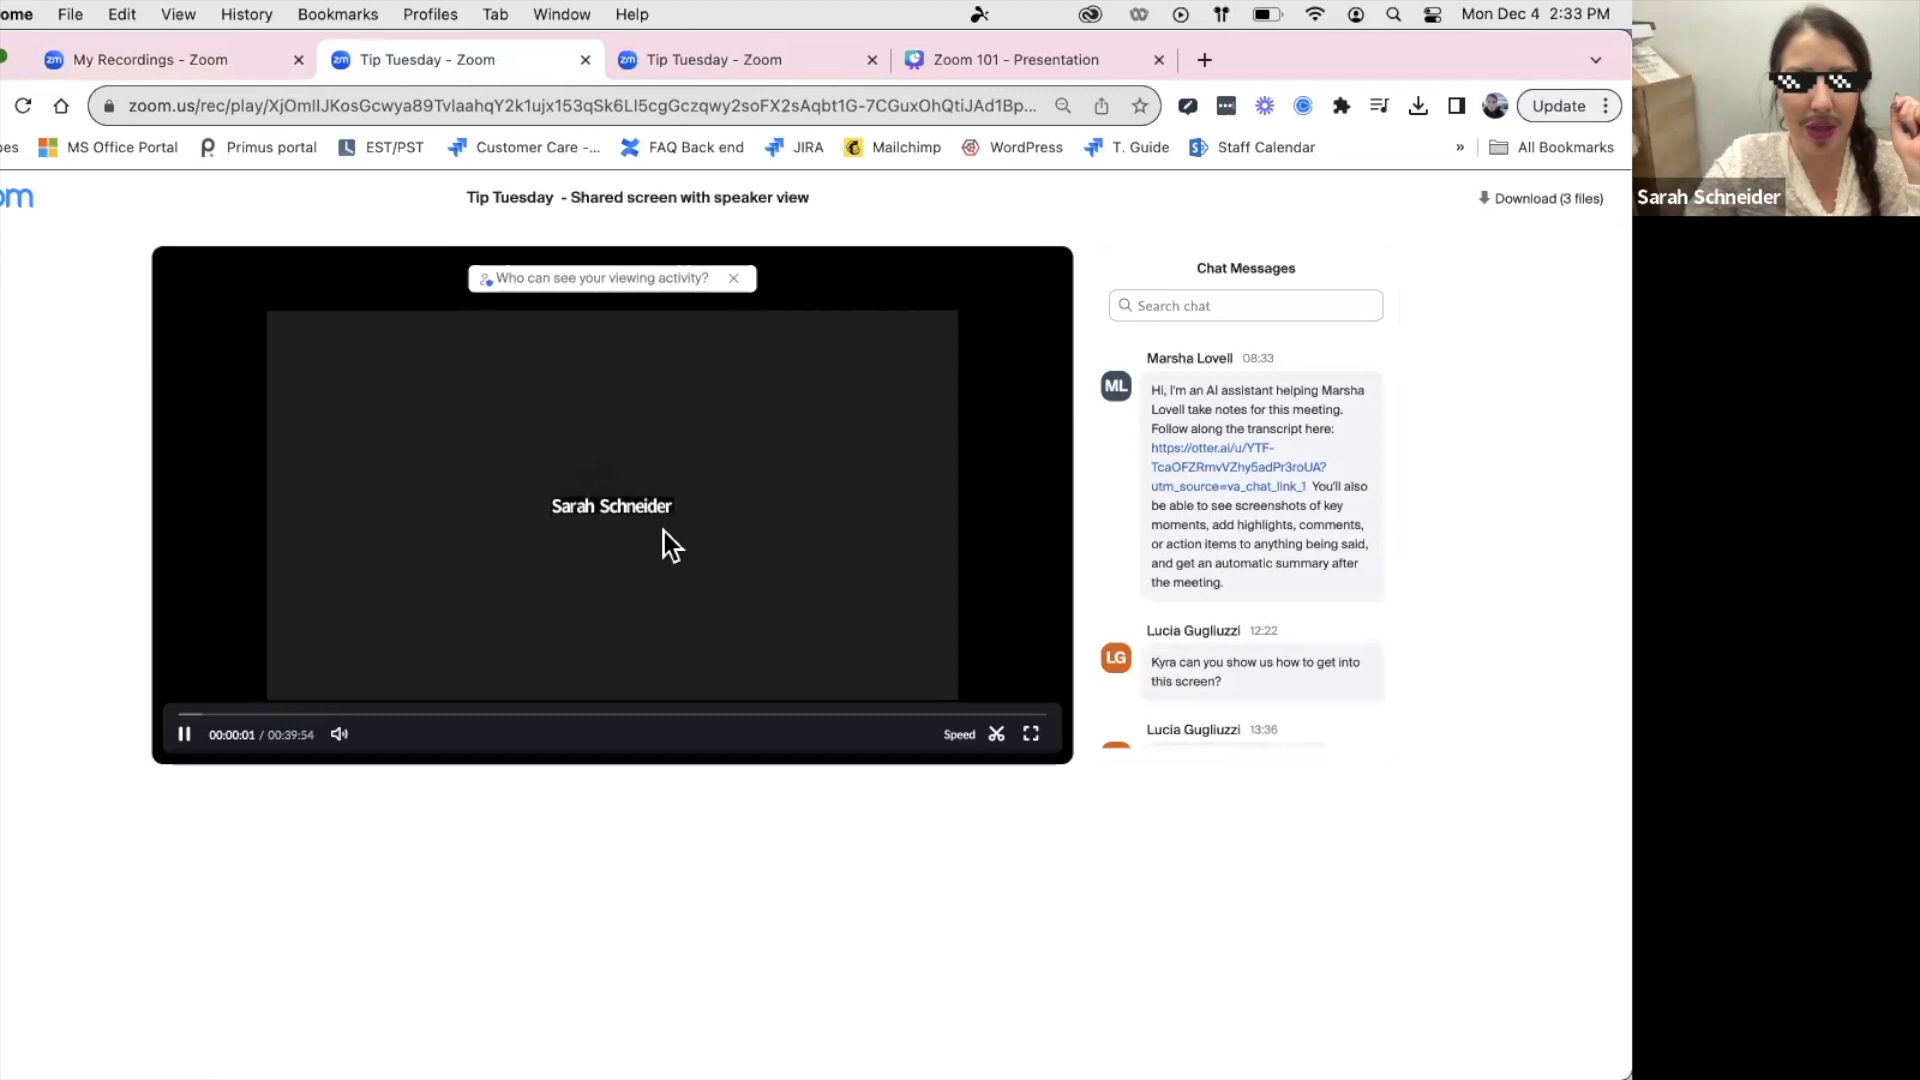 ome File Edit View History Bookmarks Profiles Tab Window Help Mon Dec 4 2:33 PM
zm My Recordings - Zoom zm Tip Tuesday - Zoom zm Tip Tuesday - Zoom Zoom 101 - Presentation
zoom.us/rec/play/XjOmIIJKosGcwya89TvlaahqY2k1ujx153qSk6LI5cgGczqwy2soFX2sAqbt1G-7CGuxOhQtiJAd1Bp... Update
es MS Office Portal Primus portal EST/PST Customer Care -... FAQ Back end JIRA Mailchimp WordPress T. Guide Staff Calendar » All Bookmarks
om Tip Tuesday - Shared screen with speaker view Download (3 files)
Sarah Schneider
Who can see your viewing activity?
Sarah Schneider
00:00:01 / 00:39:54 Speed
Chat Messages
Search chat
Marsha Lovell 08:33
ML
Hi, I'm an AI assistant helping Marsha
Lovell take notes for this meeting.
Follow along the transcript here:
https://otter.ai/u/YTF-
TcaOFZRmvVZhy5adPr3roUA?
utm_source=va_chat_link_1 You'll also
be able to see screenshots of key
moments, add highlights, comments,
or action items to anything being said,
and get an automatic summary after
the meeting.
Lucia Gugliuzzi 12:22
LG
Kyra can you show us how to get into
this screen?
Lucia Gugliuzzi 13:36